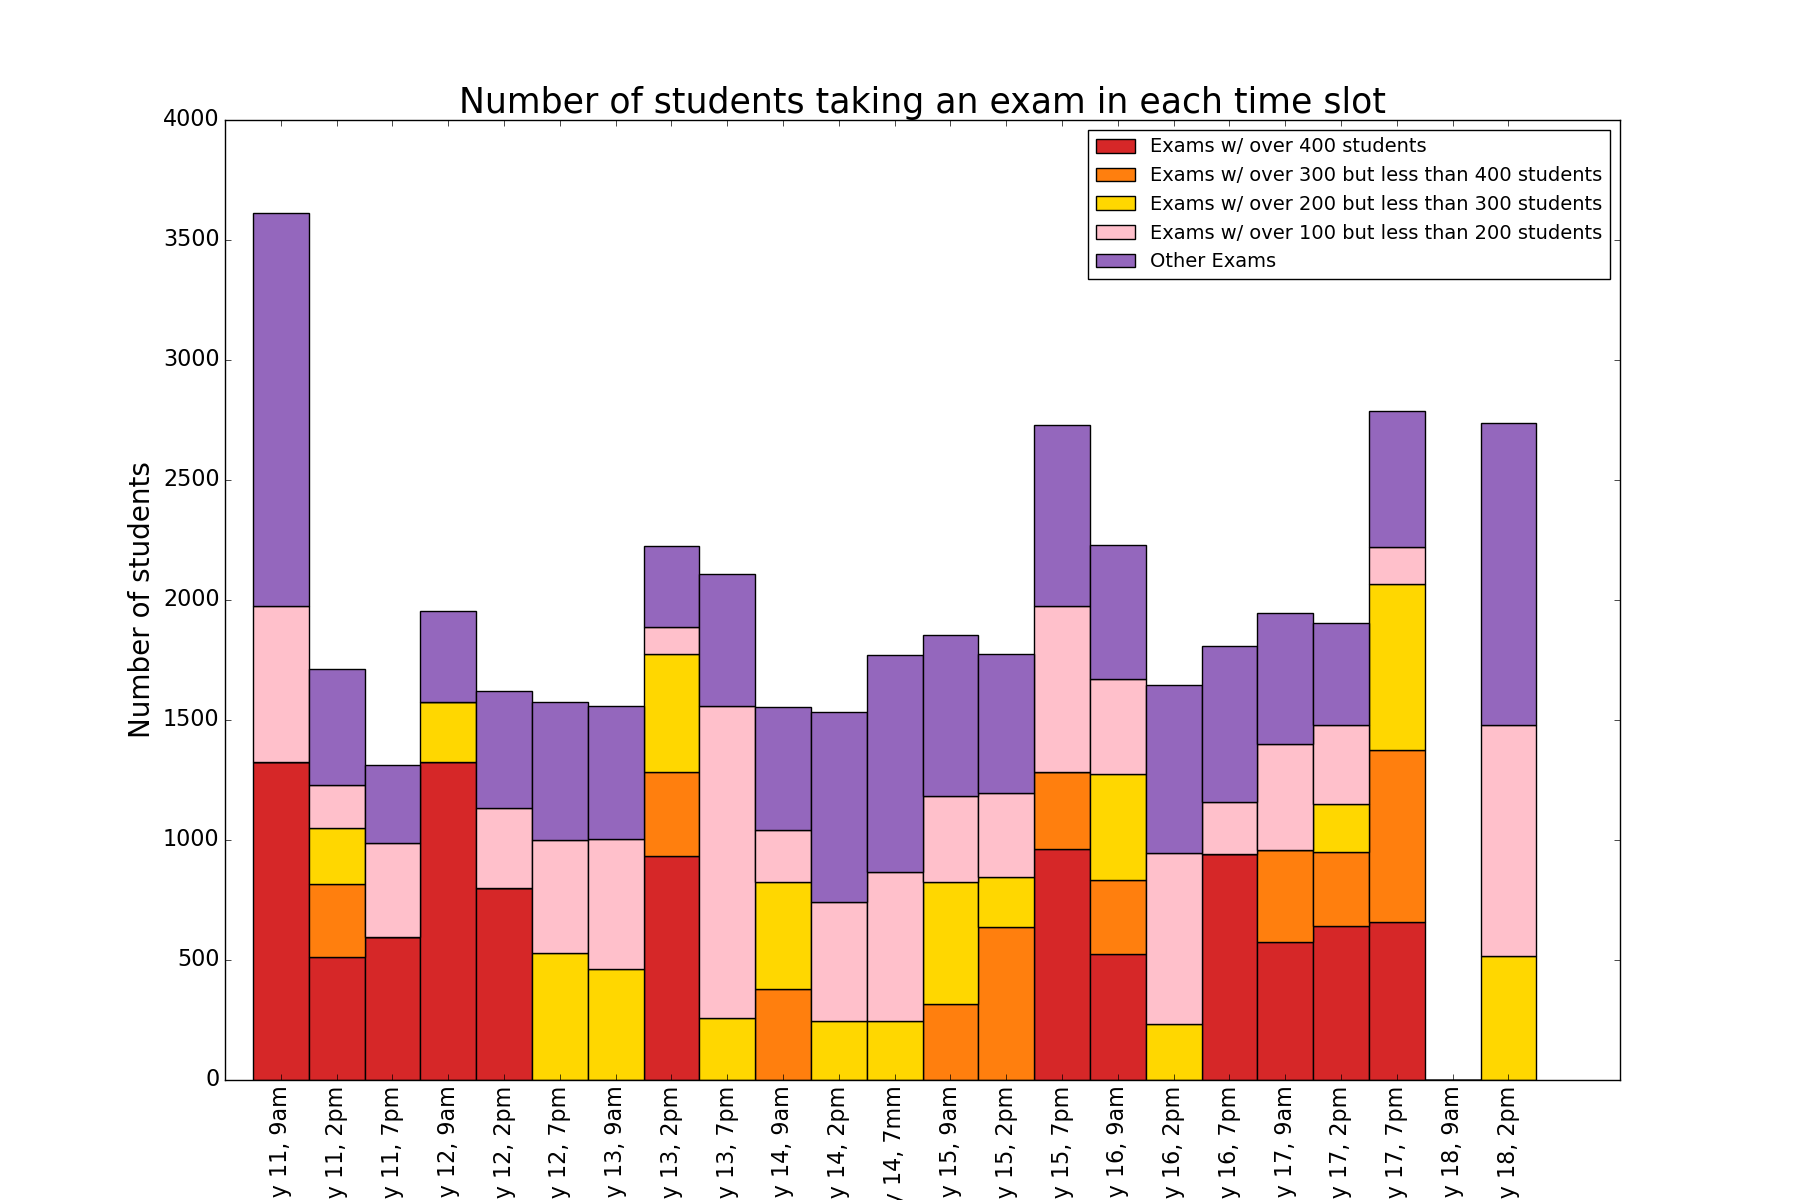 Number of students taking an exam in each time slot
Exams w/ over 400 students
Exams w/ over 300 but less than 400 students
Exams w/ over 200 but less than 300 students
Exams w/ over 100 but less than 200 students
Other Exams
Number of students
4000
3500
3000
2500
2000
1500
1000
500
0
y 11, 9am
y 11, 2pm
y 11, 7pm
y 12, 9am
y 12, 2pm
y 12, 7pm
y 13, 9am
y 13, 2pm
y 13, 7pm
y 14, 9am
y 14, 2pm
y 14, 7mm
y 15, 9am
y 15, 2pm
y 15, 7pm
y 16, 9am
y 16, 2pm
y 16, 7pm
y 17, 9am
y 17, 2pm
y 17, 7pm
y 18, 9am
y 18, 2pm